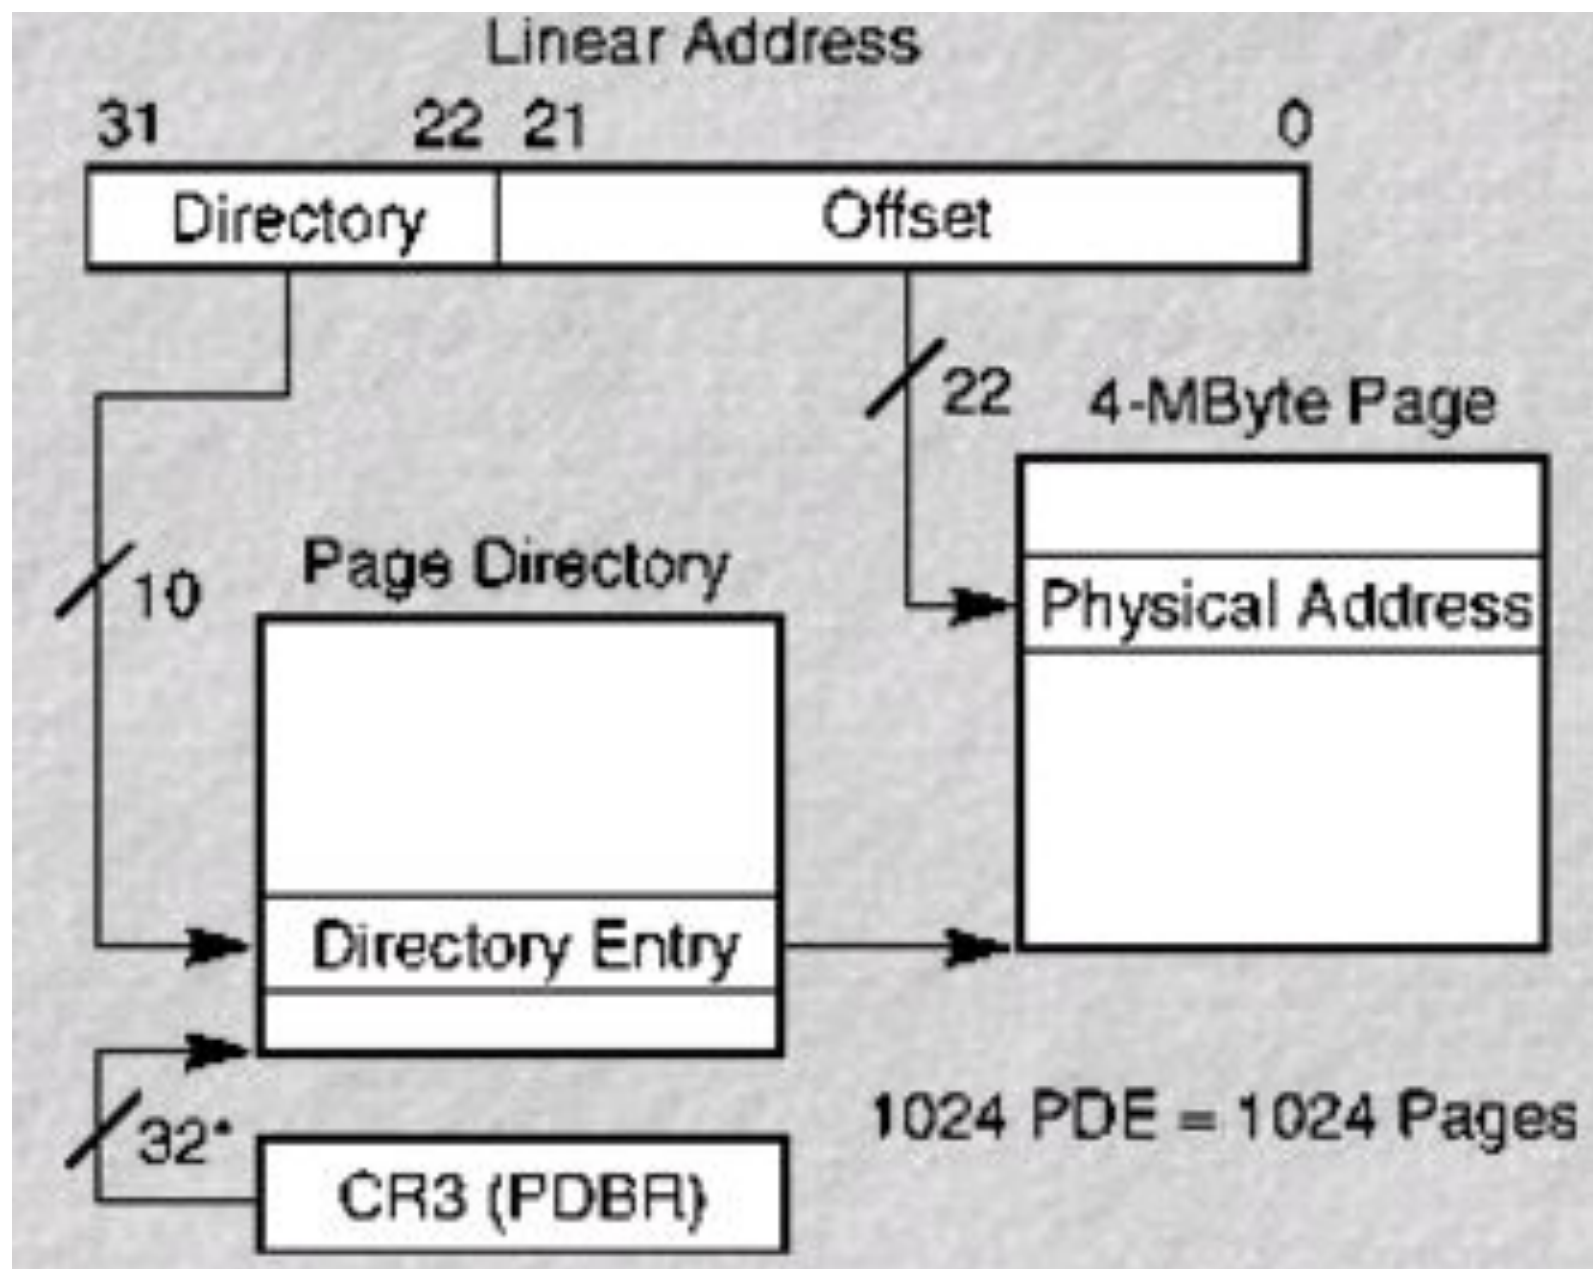 Linear Address
31 22 21 0
Directory Offset
22
4-MByte Page
10
Page Directory
Physical Address
Directory Entry
32*
1024 PDE = 1024 Pages
CR3 (PDBR)